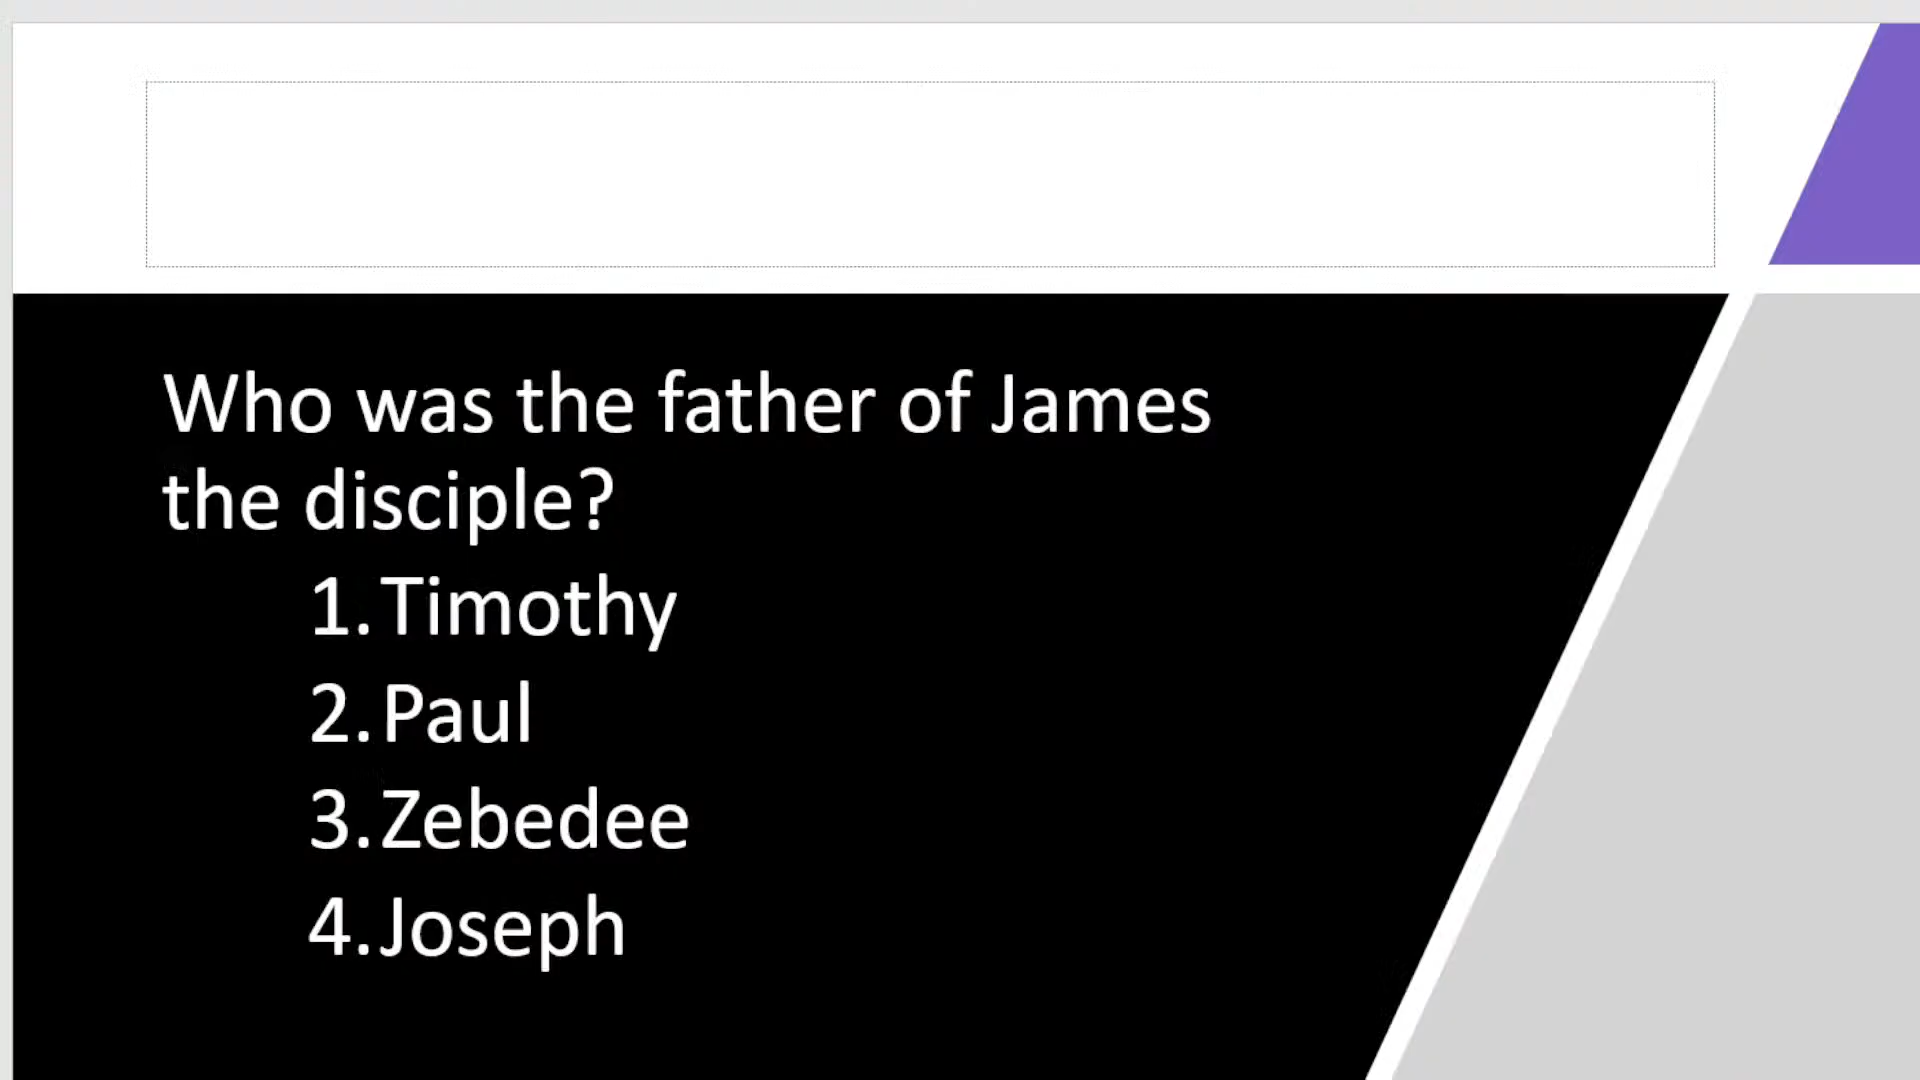 Who was the father of James
the disciple?
1. Timothy
2. Paul
3. Zebedee
4. Joseph